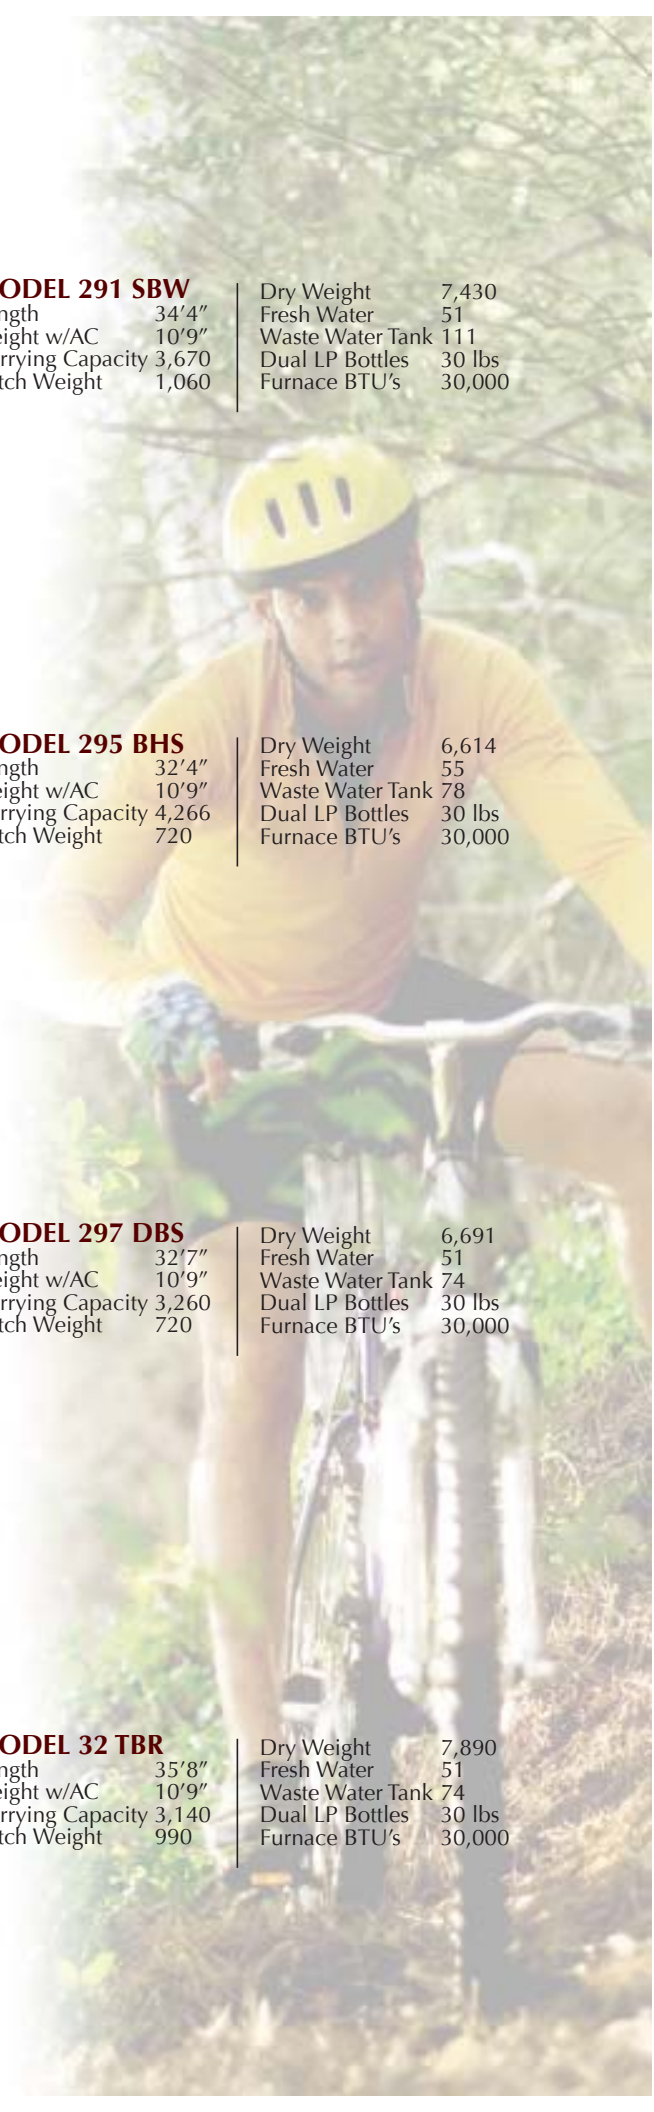 ODEL 291 SBW
ngth 34'4"
eight w/AC 10'9"
rrying Capacity 3,670
tch Weight 1,060
Dry Weight 7,430
Fresh Water 51
Waste Water Tank 111
Dual LP Bottles 30 lbs
Furnace BTU's 30,000
ODEL 295 BHS
ngth 32'4"
eight w/AC 10'9"
rrying Capacity 4,266
tch Weight 720
Dry Weight 6,614
Fresh Water 55
Waste Water Tank 78
Dual LP Bottles 30 lbs
Furnace BTU's 30,000
ODEL 297 DBS
ngth 32'7"
eight w/AC 10'9"
rrying Capacity 3,260
tch Weight 720
Dry Weight 6,691
Fresh Water 51
Waste Water Tank 74
Dual LP Bottles 30 lbs
Furnace BTU's 30,000
ODEL 32 TBR
ngth 35'8"
eight w/AC 10'9"
rrying Capacity 3,140
tch Weight 990
Dry Weight 7,890
Fresh Water 51
Waste Water Tank 74
Dual LP Bottles 30 lbs
Furnace BTU's 30,000